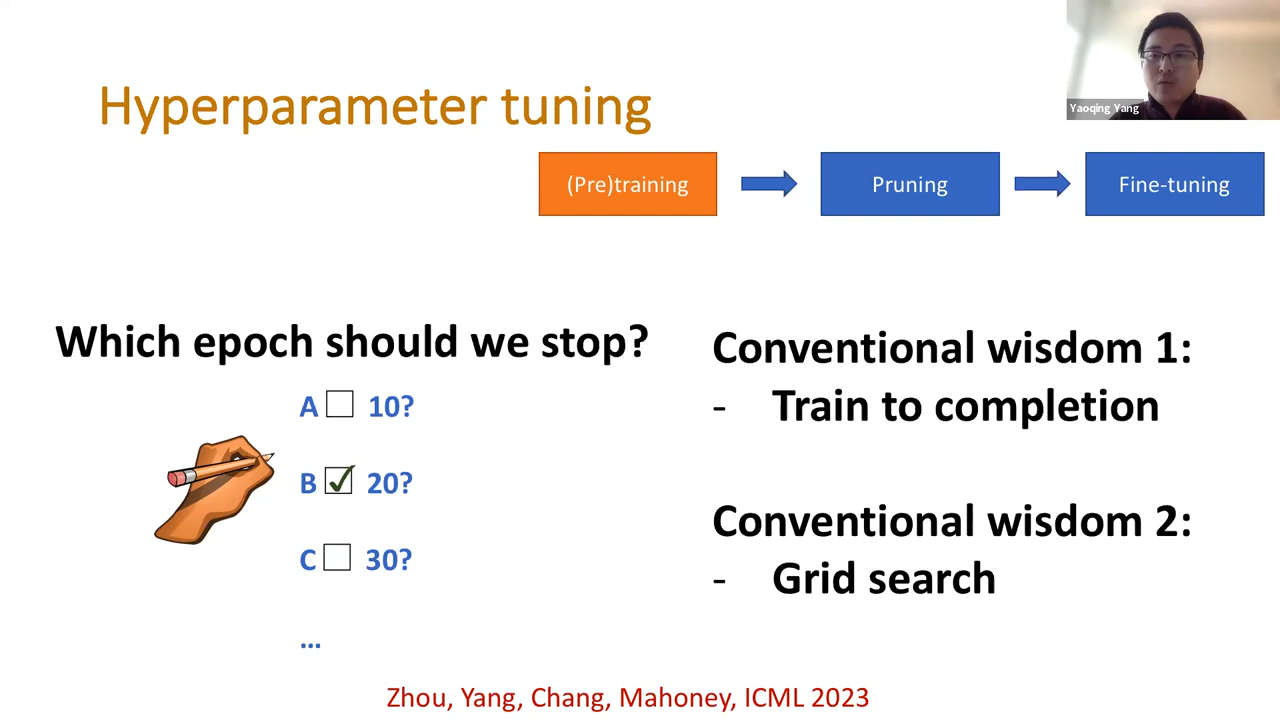 Hyperparameter tuning
Yaoqing Yang
(Pre)training
Pruning
Fine-tuning
Which epoch should we stop?
A 10?
B ✓ 20?
C 30?
...
Conventional wisdom 1:
- Train to completion
Conventional wisdom 2:
- Grid search
Zhou, Yang, Chang, Mahoney, ICML 2023